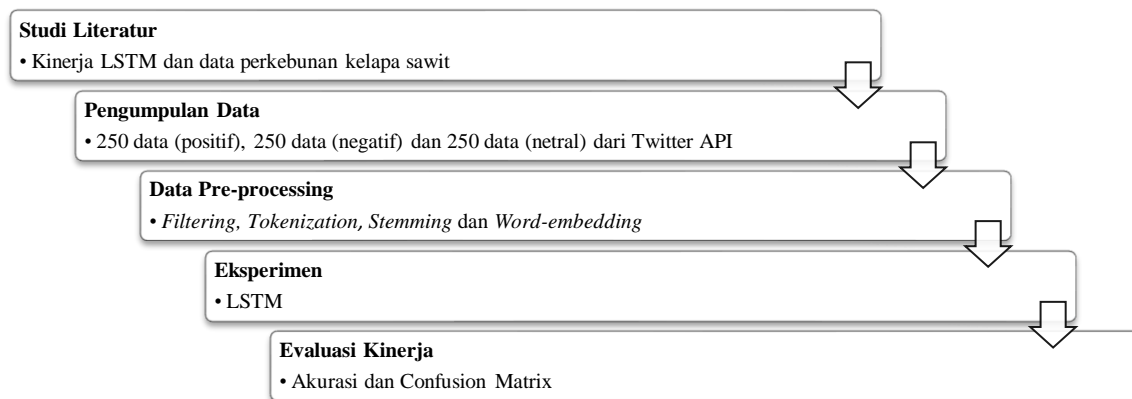 Studi Literatur
• Kinerja LSTM dan data perkebunan kelapa sawit
Pengumpulan Data
• 250 data (positif), 250 data (negatif) dan 250 data (netral) dari Twitter API
Data Pre-processing
• Filtering, Tokenization, Stemming dan Word-embedding
Eksperimen
• LSTM
Evaluasi Kinerja
• Akurasi dan Confusion Matrix